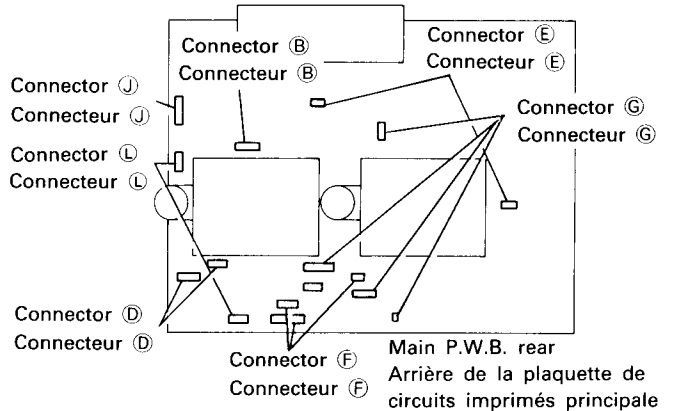 Connector Ⓑ
Connecteur Ⓑ
Connector Ⓔ
Connecteur Ⓔ
Connector Ⓙ
Connecteur Ⓙ
Connector Ⓖ
Connecteur Ⓖ
Connector Ⓛ
Connecteur Ⓛ
Connector Ⓓ
Connecteur Ⓓ
Connector Ⓕ
Connecteur Ⓕ
Main P.W.B. rear
Arrière de la plaquette de
circuits imprimés principale